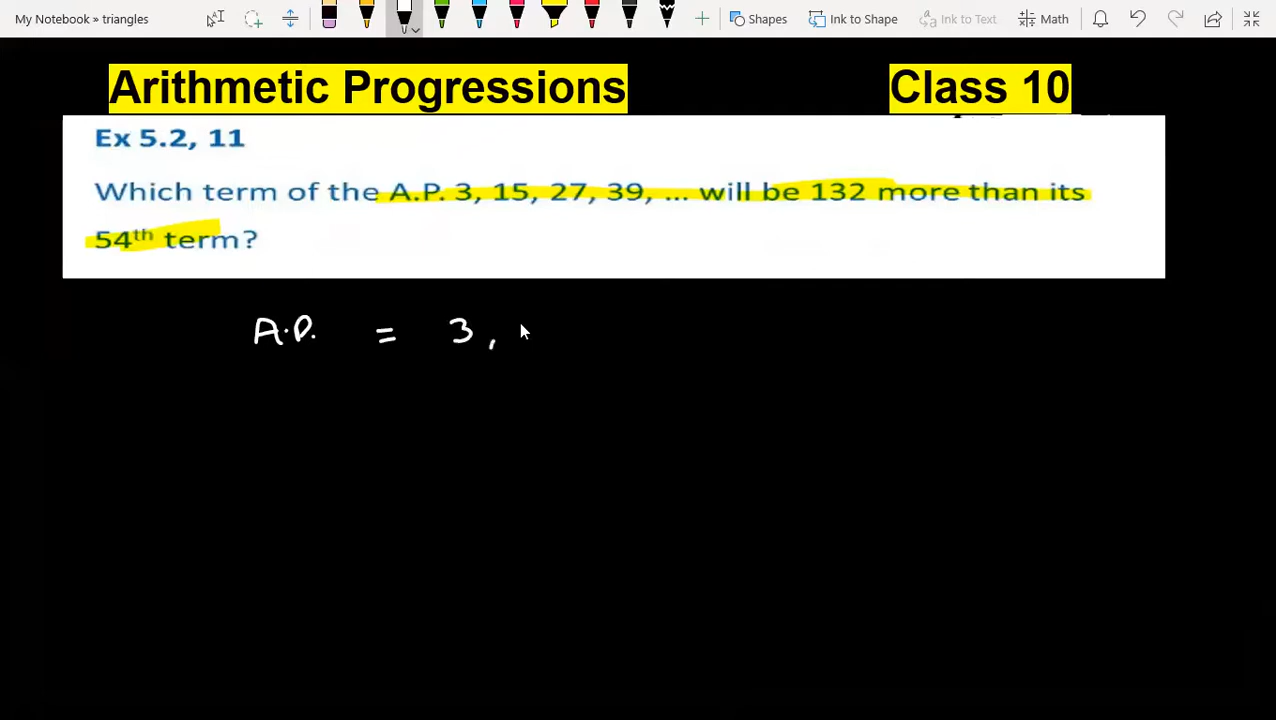 My Notebook » triangles
Shapes
Ink to Shape
Ink to Text
Math
Arithmetic Progressions
Class 10
Ex 5.2, 11
Which term of the A.P. 3, 15, 27, 39, ... will be 132 more than its
54th term?
A.P. = 3 ,